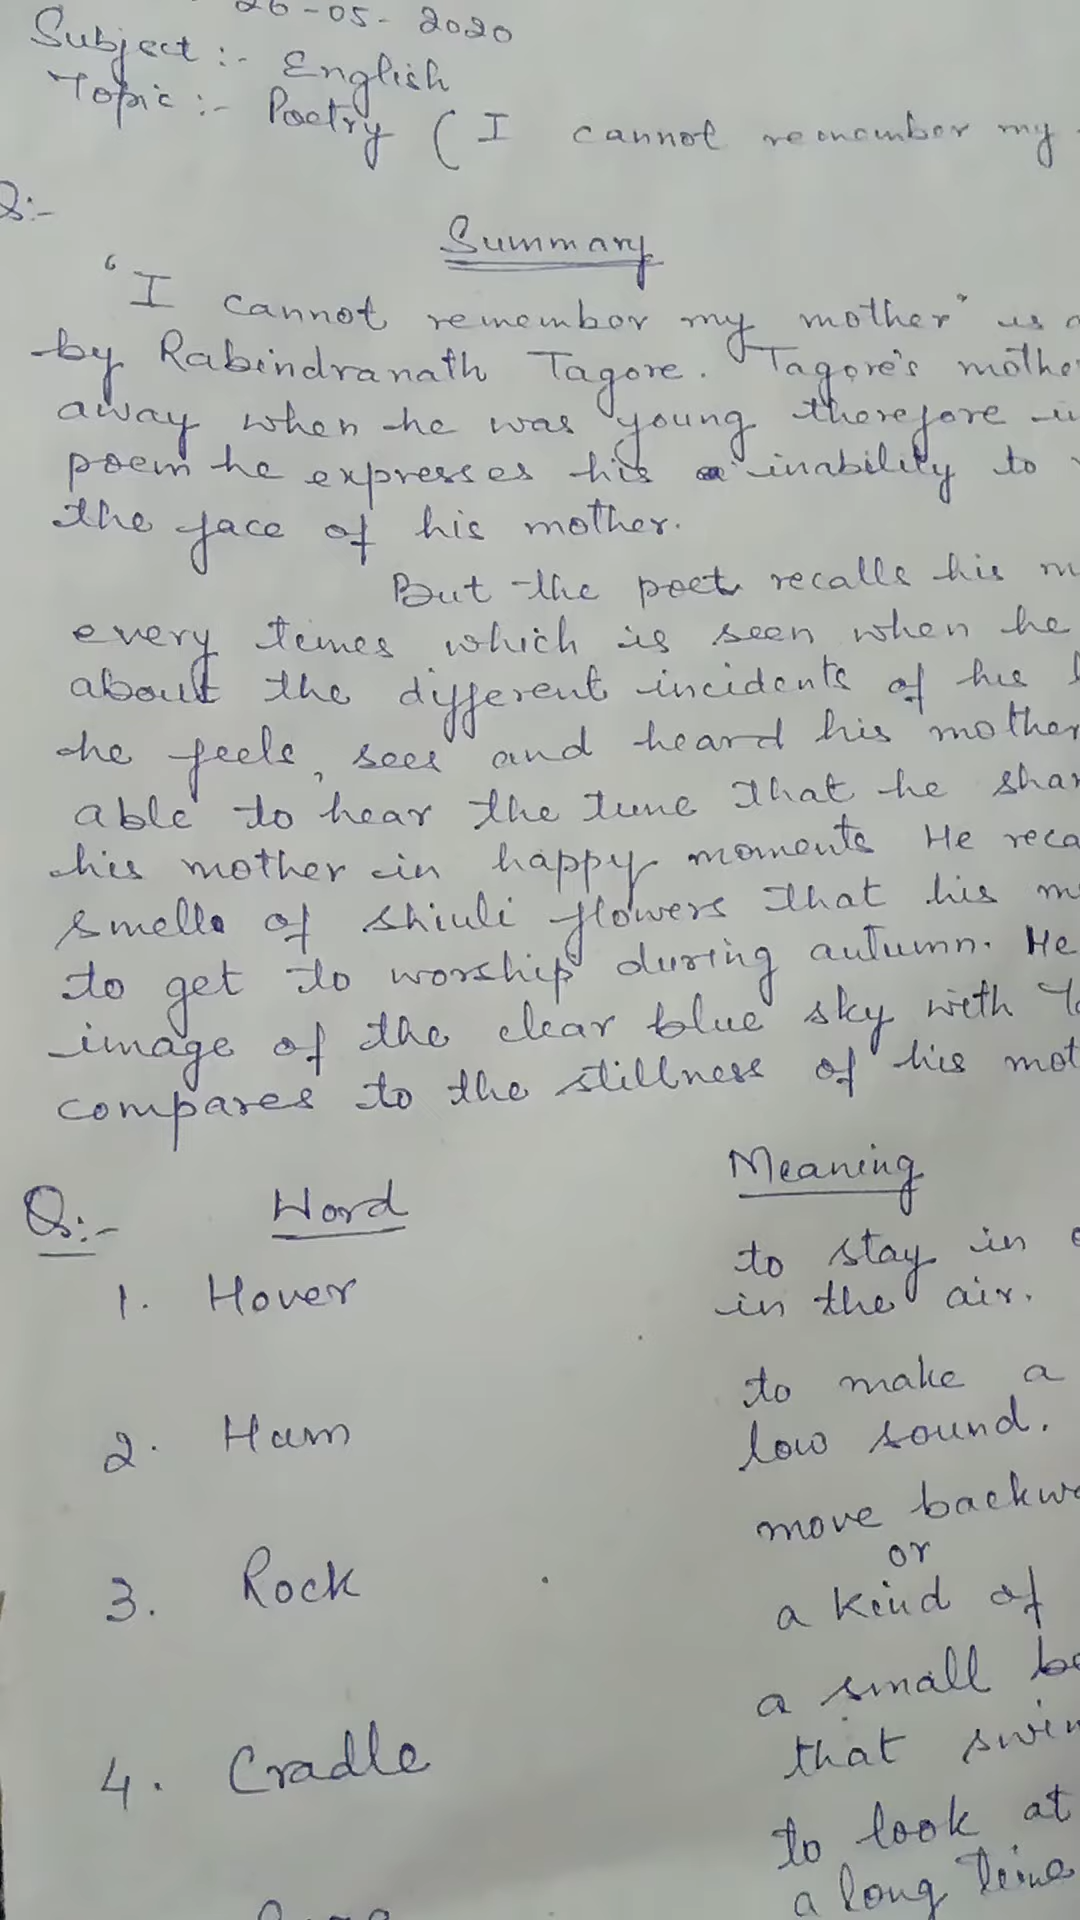 26-05-2020
Subject :- English
Topic :- Poetry (I cannot remember my
Q:-
Summary
"I cannot remember my mother" is a
by Rabindranath Tagore. Tagore's mothe
away when he was young therefore i
poem he expresses his inability to
the face of his mother.
But the poet recalls his m
every times which is seen when he
about the different incidents of his l
he feels, sees and heard his mother
able to hear the tune that he shar
his mother in happy moments He reca
smells of shiuli flowers that his m
to get to worship during autumn. He
image of the clear blue sky with
compares to the stillness of his mot
Q:- Word Meaning
1. Hover to stay in
in the air.
2. Hum to make a
low sound.
3. Rock move backwa
or
a kind of
4. Cradle a small be
that swin
to look at
a long time